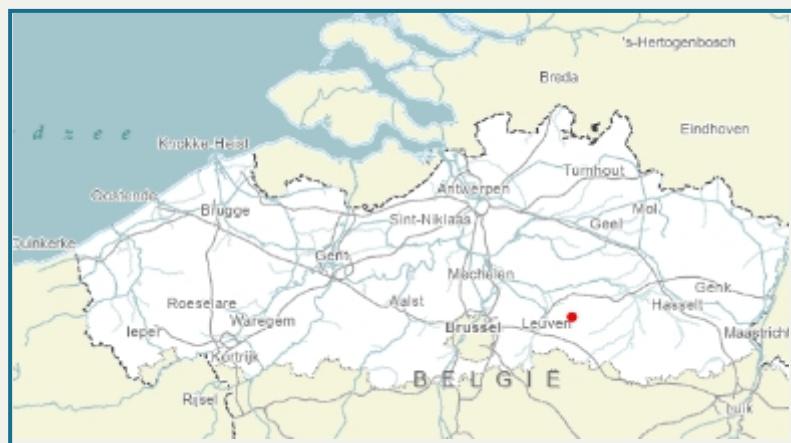 's-Hertogenbosch
Breda
dzee
Eindhoven
Knokke-Heist
Turnhout
Antwerpen
Oostende
Mol
Brugge
Sint-Niklaas
Geel
Duinkerke
Gent
Mechelen
Genk
Roeselare
Aalst
Hasselt
Ieper
Waregem
Brussel
Leuven
Maastricht
Kortrijk
BELGIË
Rijsel
Luik